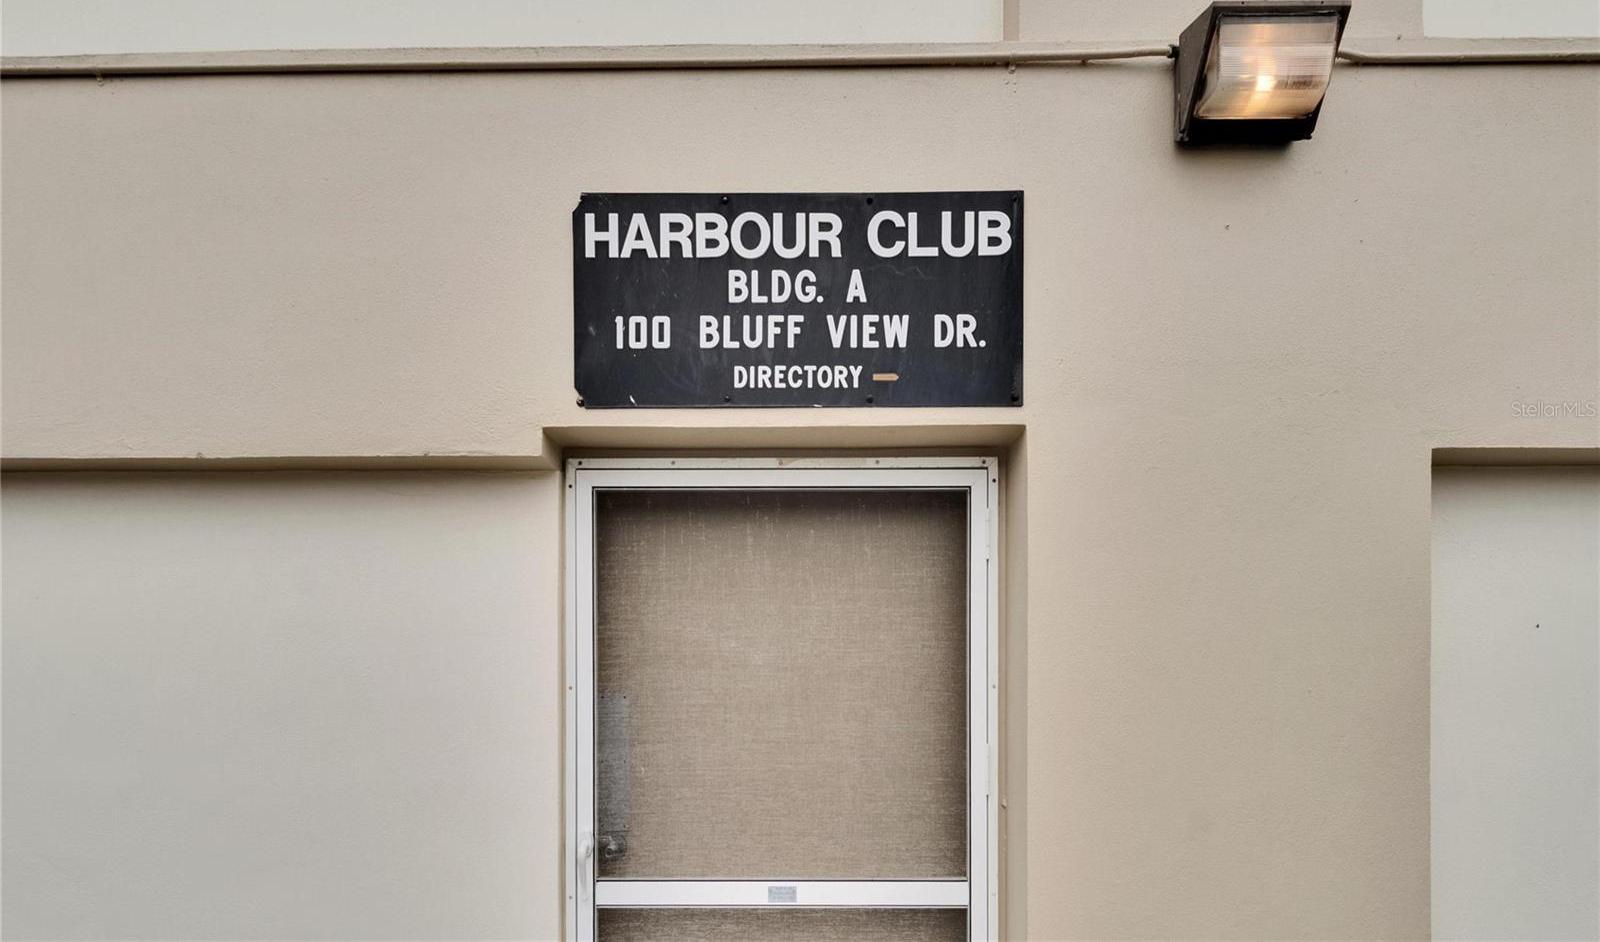 HARBOUR CLUB
BLDG. A
100 BLUFF VIEW DR.
DIRECTORY
StellarMLS